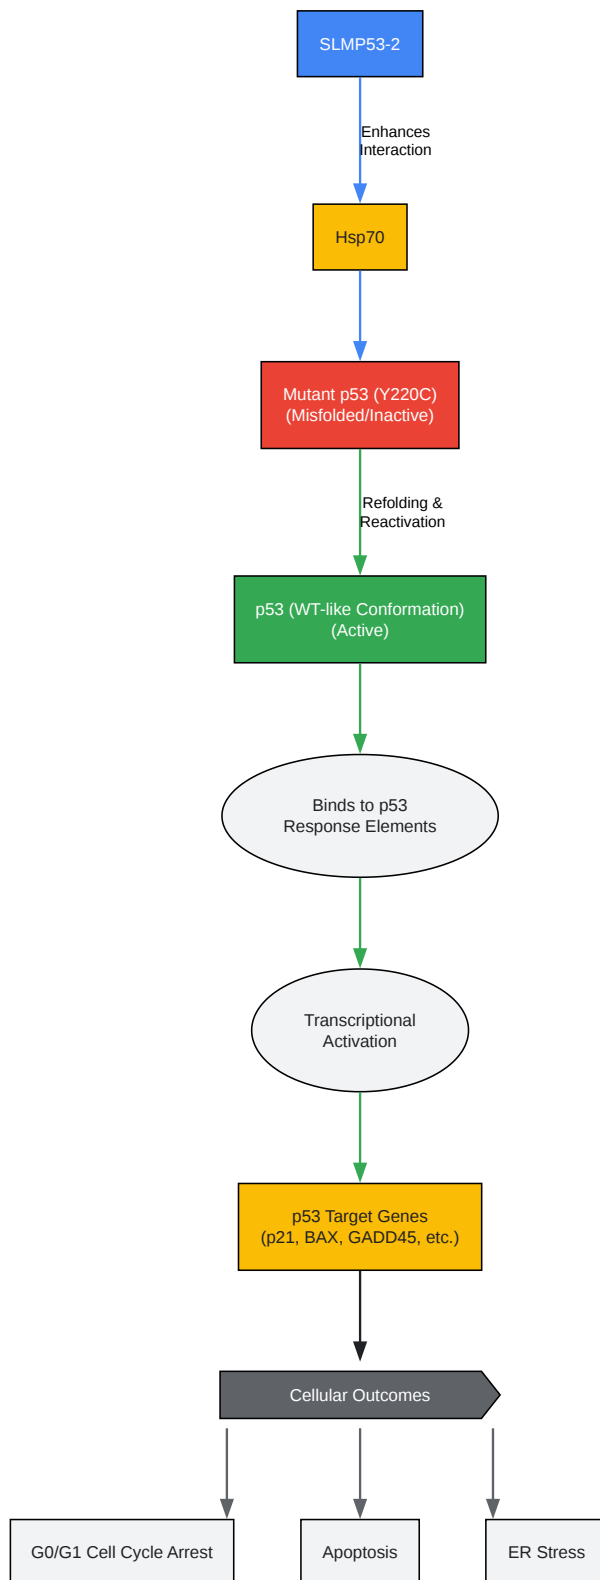 SLMP53-2
Enhances
Interaction
Hsp70
Mutant p53 (Y220C)
(Misfolded/Inactive)
Refolding &
Reactivation
p53 (WT-like Conformation)
(Active)
Binds to p53
Response Elements
Transcriptional
Activation
p53 Target Genes
(p21, BAX, GADD45, etc.)
Cellular Outcomes
G0/G1 Cell Cycle Arrest
Apoptosis
ER Stress